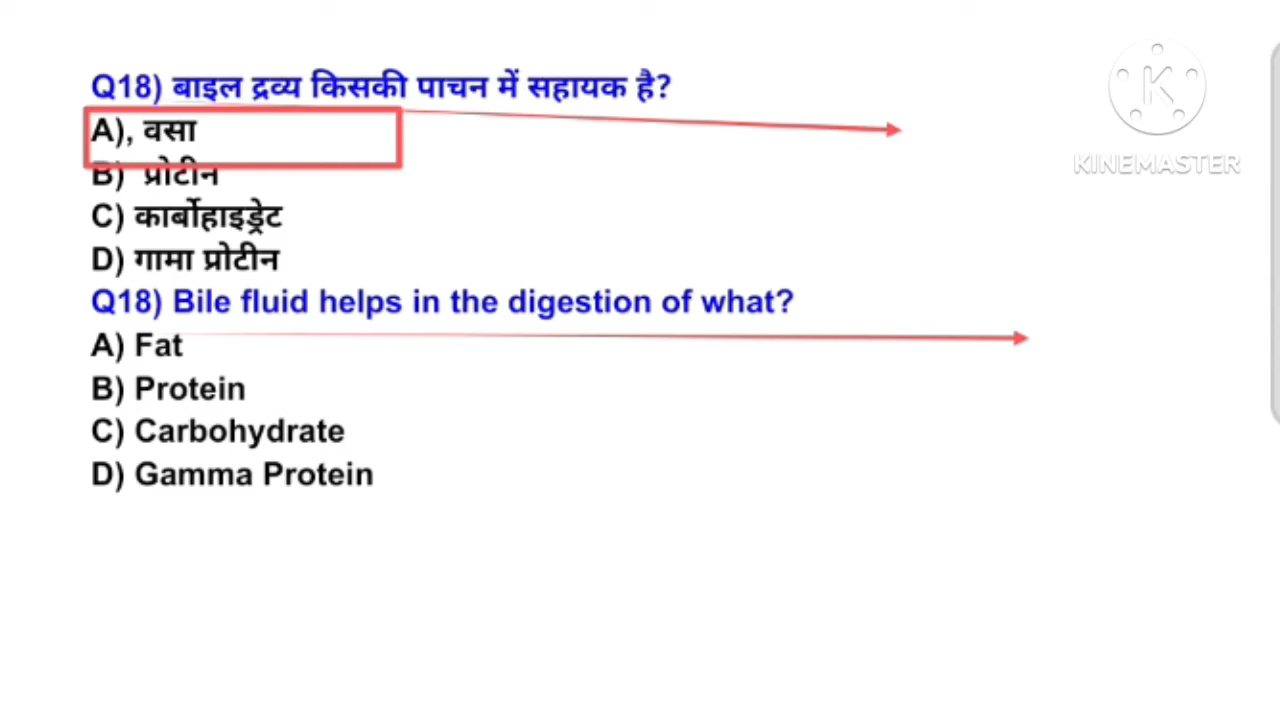 Q18) बाइल द्रव्य किसकी पाचन में सहायक है?
A), वसा
B) प्रोटीन
C) कार्बोहाइड्रेट
D) गामा प्रोटीन
Q18) Bile fluid helps in the digestion of what?
A) Fat
B) Protein
C) Carbohydrate
D) Gamma Protein
K
KINEMASTER